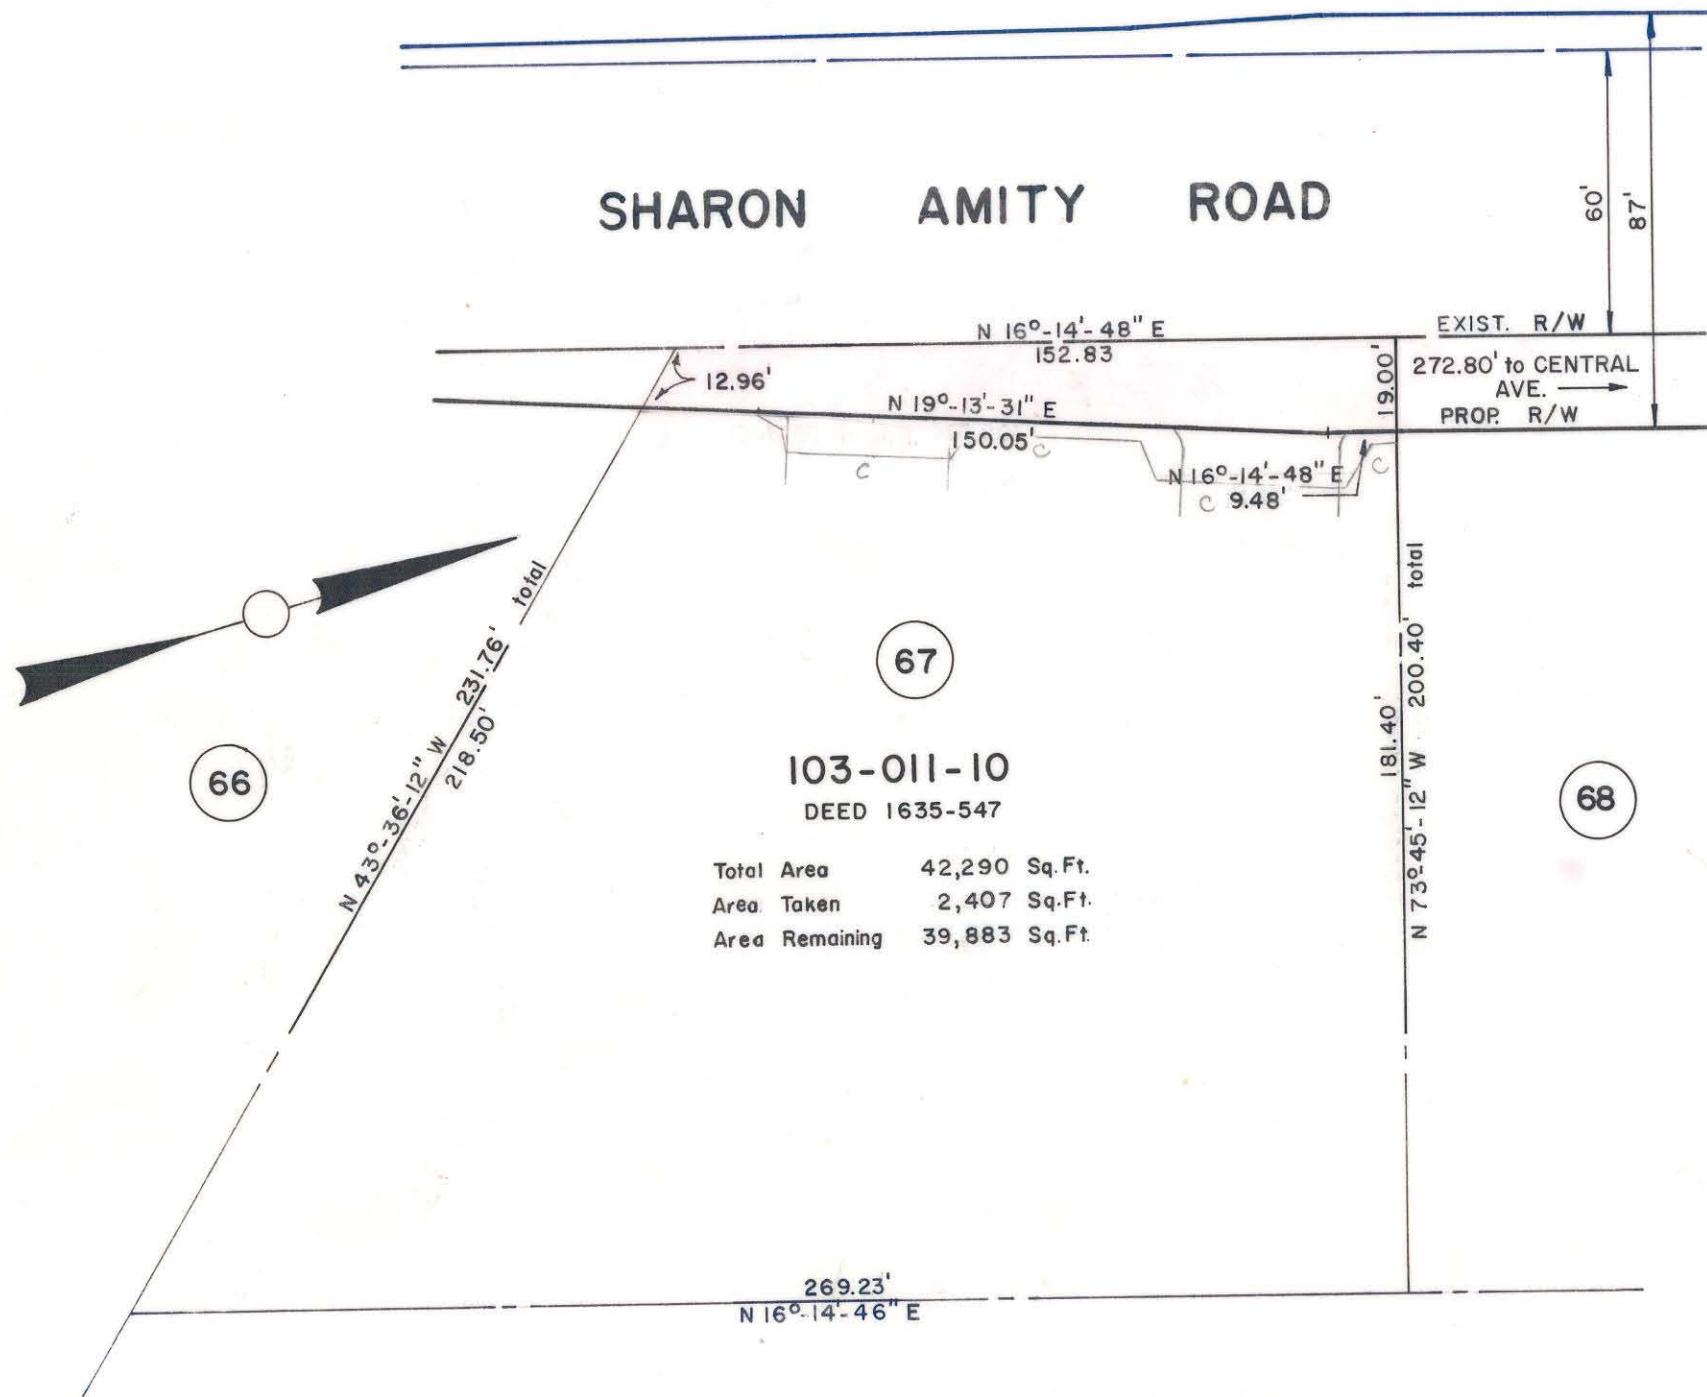 SHARON AMITY ROAD
60'
87'
N 16°-14'-48" E
152.83
EXIST. R/W
12.96'
19.00'
272.80' to CENTRAL
AVE.
PROP. R/W
N 19°-13'-31" E
150.05'
C
C
C
N 16°-14'-48" E
C 9.48'
N 43°-36'-12" W 231.76' total
218.50'
67
181.40'
N 73°-45'-12" W 200.40' total
66
68
103-011-10
DEED 1635-547
Total Area 42,290 Sq.Ft.
Area Taken 2,407 Sq.Ft.
Area Remaining 39,883 Sq.Ft.
269.23'
N 16°-14'-46" E